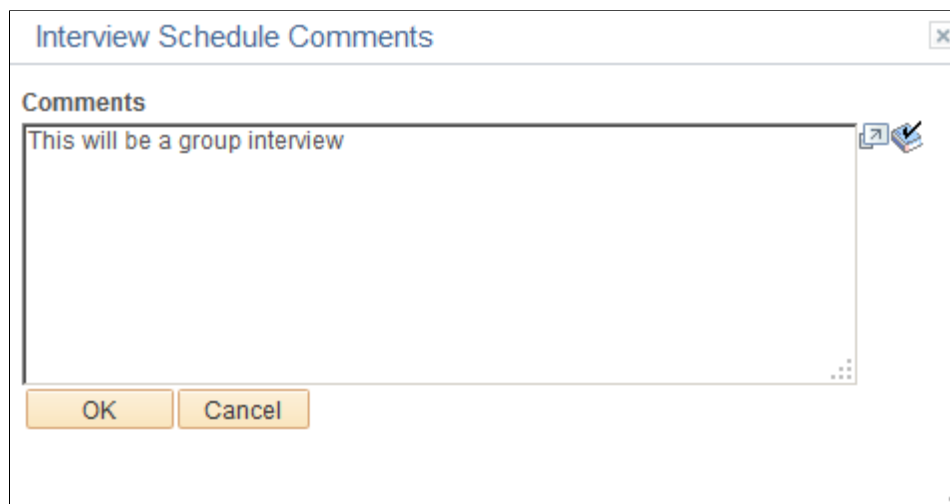 Interview Schedule Comments
Comments
This will be a group interview
OK Cancel